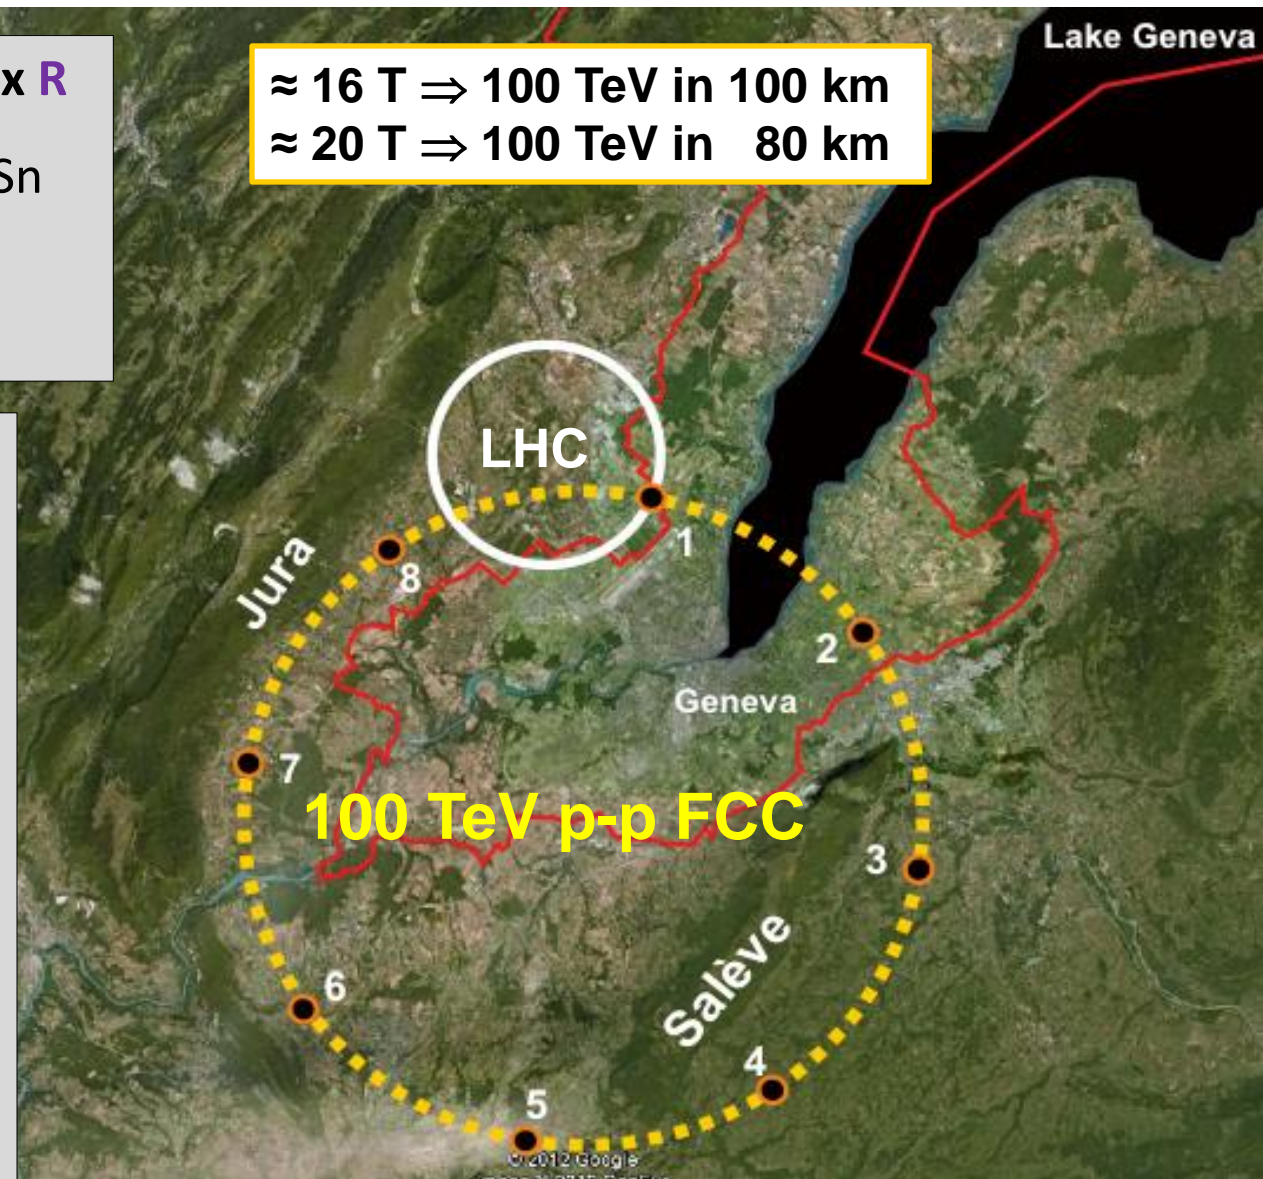 x R
Sn
≈ 16 T ⇒ 100 TeV in 100 km
≈ 20 T ⇒ 100 TeV in 80 km
Lake Geneva
LHC
1
8
Jura
2
Geneva
7
100 TeV p-p FCC
3
Salève
6
4
5
© 2012 Google